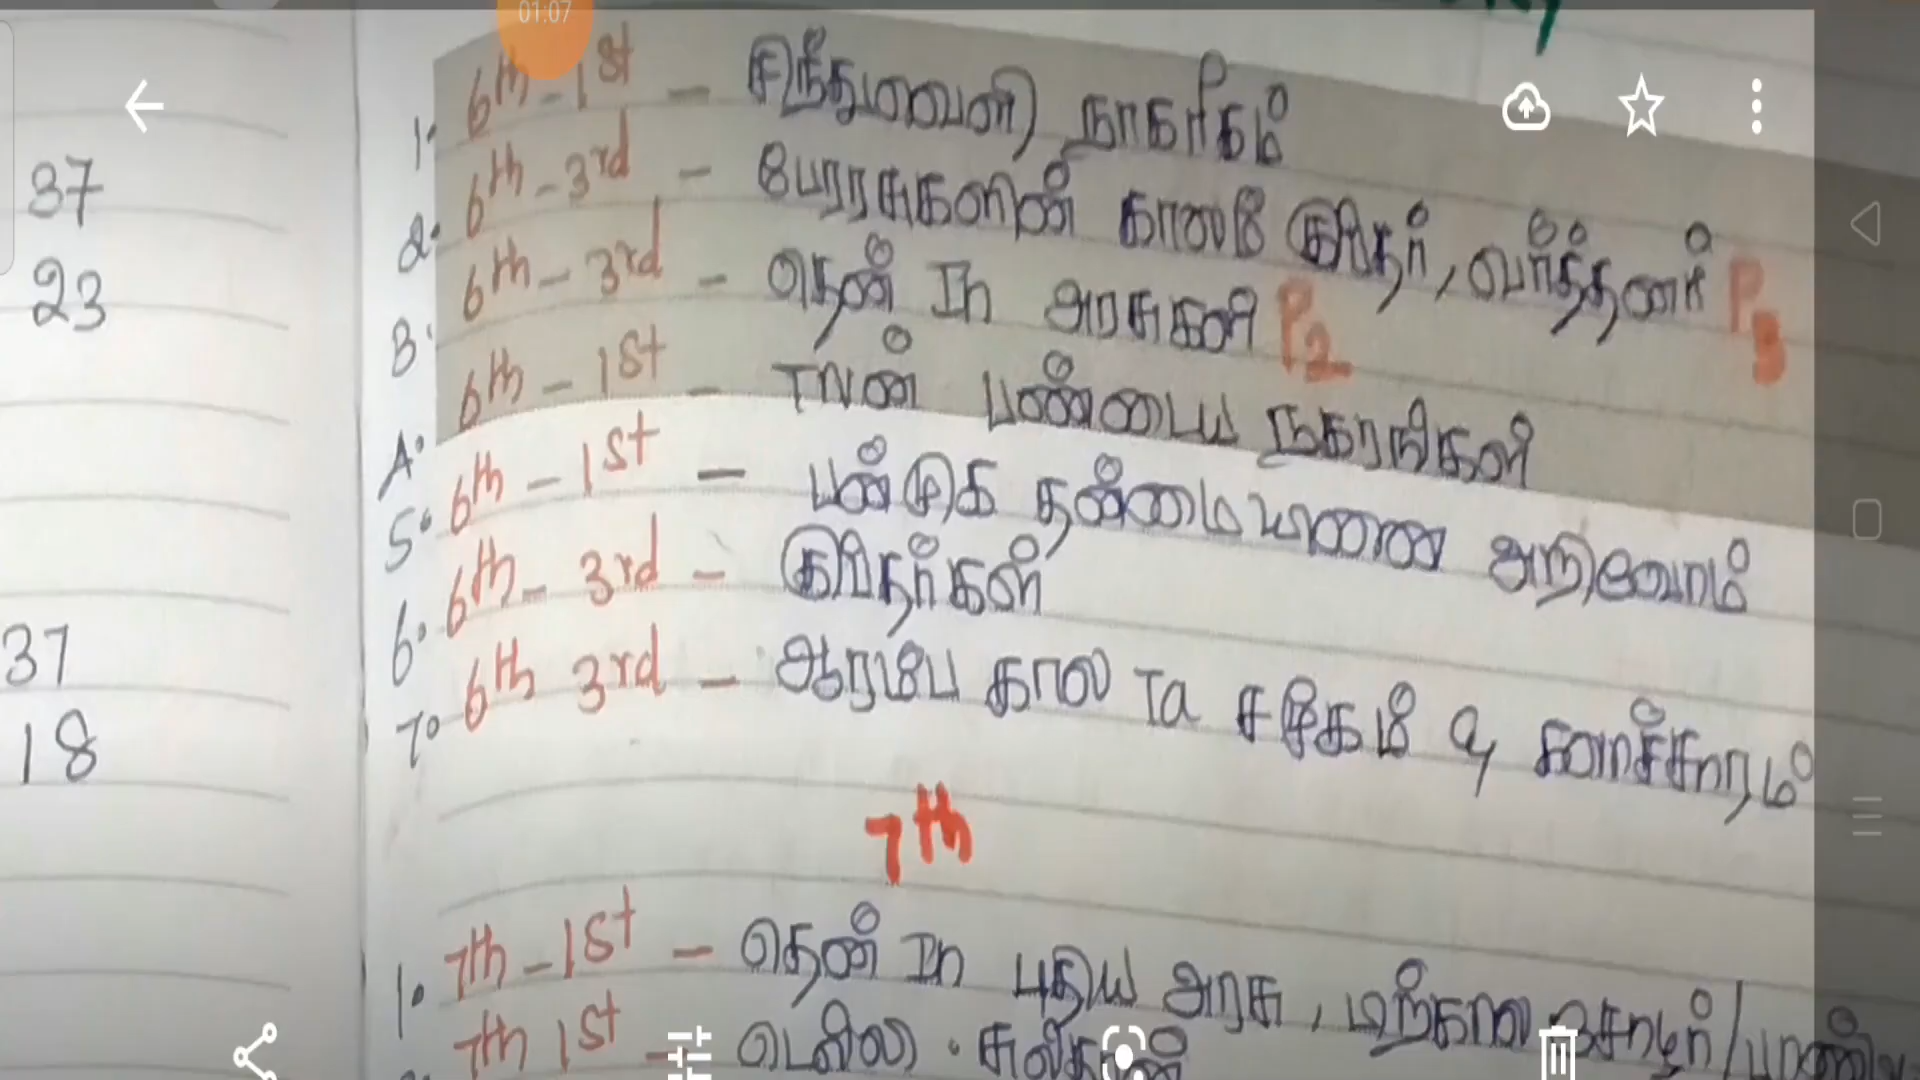 01:07
37
23
37
18
1. 6th - 1st - சிந்துவெளி நாகரிகம்
2. 6th - 3rd - பேரரசுகளின் காலம் குப்தர், வர்த்தனர் P3
3. 6th - 3rd - தென் In அரசுகள் P2
4. 6th - 1st - TN ன் பண்டைய நகரங்கள்
5. 6th - 1st - பன்முக தன்மையினை அறிவோம்
6. 6th - 3rd - குப்தர்கள்
7. 6th 3rd - ஆரம்ப கால Ta சமூகம் & கலாச்சாரம்
7th
1. 7th - 1st - தென் In புதிய அரசு, பிற்கால சோழர் /
7th 1st - டெல்லி சுல்தான்